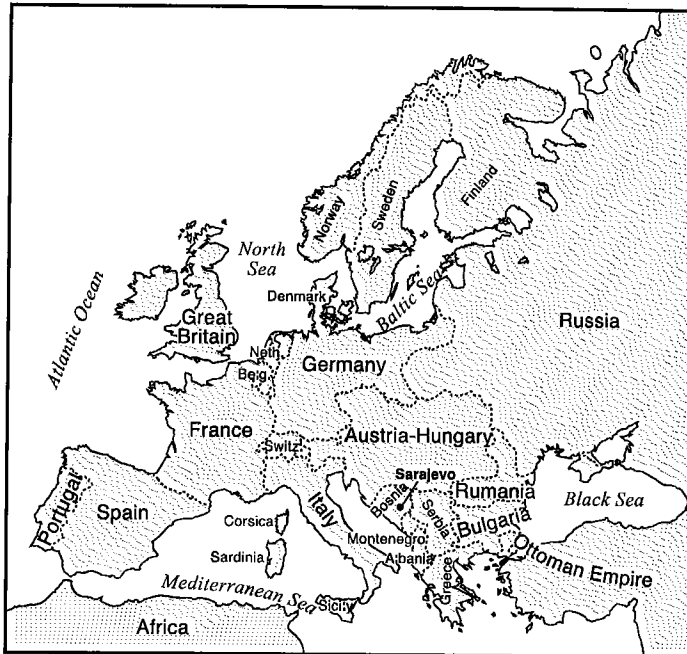 Norway
Sweden
Finland
North
Sea
Atlantic Ocean
Denmark
Baltic Sea
Great
Britain
Russia
Neth.
Belg.
Germany
France
Switz.
Austria-Hungary
Sarajevo
Bosnia
Rumania
Black Sea
Portugal
Spain
Corsica
Italy
Serbia
Bulgaria
Montenegro
Sardinia
Albania
Ottoman Empire
Greece
Mediterranean Sea
Sicily
Africa